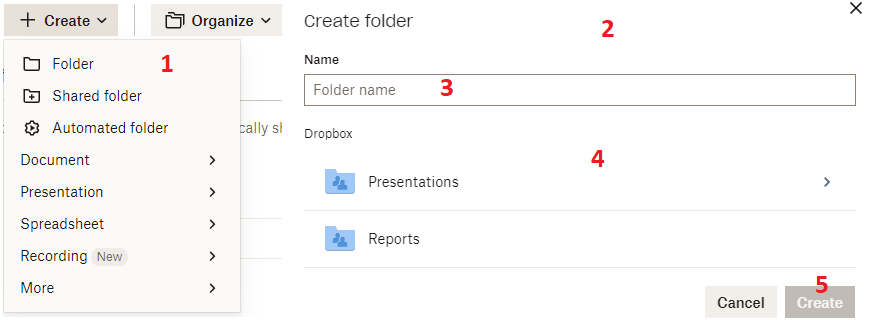 Create
Organize
Folder
1
Shared folder
Automated folder
cally sh
Document
Presentation
Spreadsheet
Recording New
More
Create folder
2
Name
Folder name
3
Dropbox
4
Presentations
Reports
5
Cancel
Create